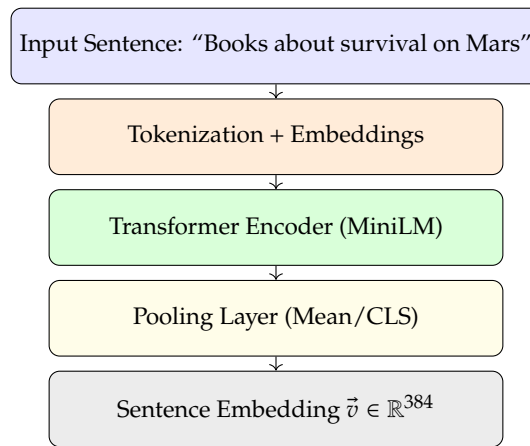 Input Sentence: “Books about survival on Mars”
Tokenization + Embeddings
Transformer Encoder (MiniLM)
Pooling Layer (Mean/CLS)
Sentence Embedding v⃗ ∈ ℝ³⁸⁴